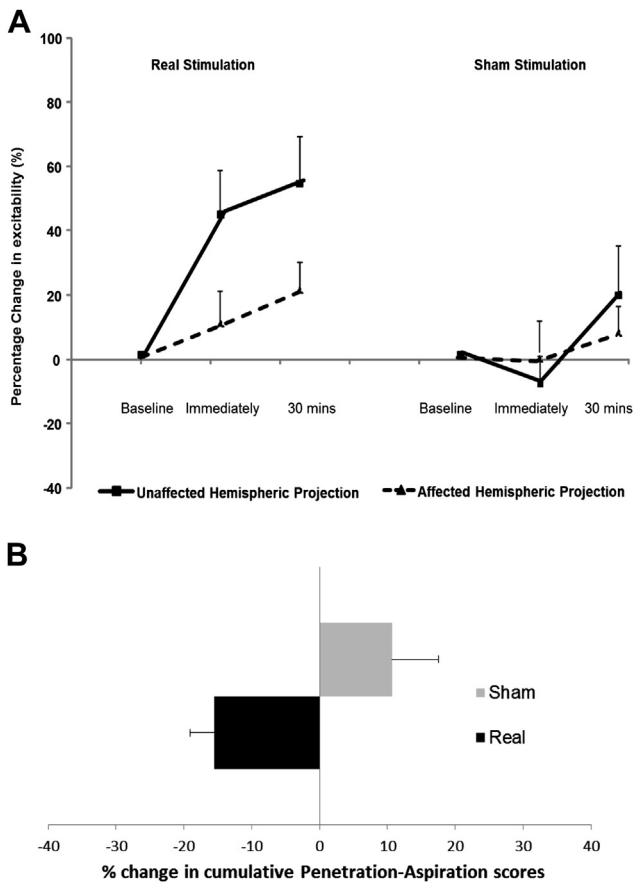 A
100
80
60
40
20
0
-20
-40
Percentage Change in excitability (%)
Real Stimulation
Sham Stimulation
Baseline Immediately 30 mins
Baseline Immediately 30 mins
Unaffected Hemispheric Projection
Affected Hemispheric Projection
B
Sham
Real
-40 -30 -20 -10 0 10 20 30 40
% change in cumulative Penetration-Aspiration scores